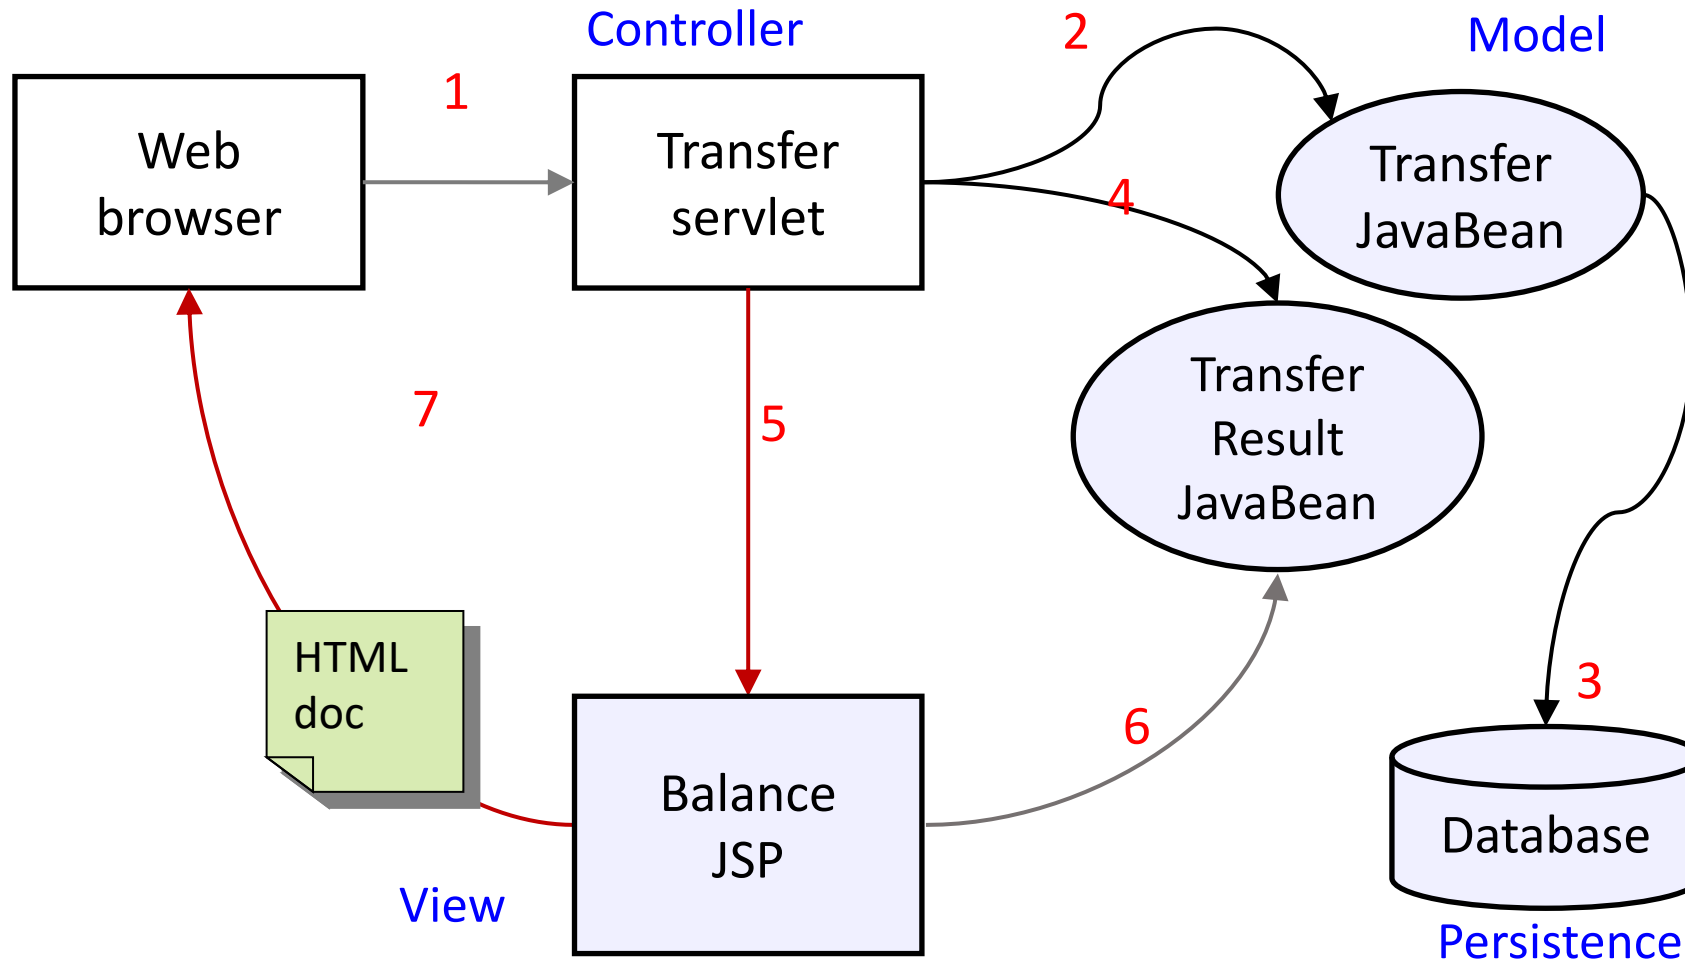 Controller
2
Model
1
Web
browser
Transfer
servlet
Transfer
JavaBean
4
Transfer
Result
JavaBean
7
5
HTML
doc
3
6
Balance
JSP
Database
View
Persistence